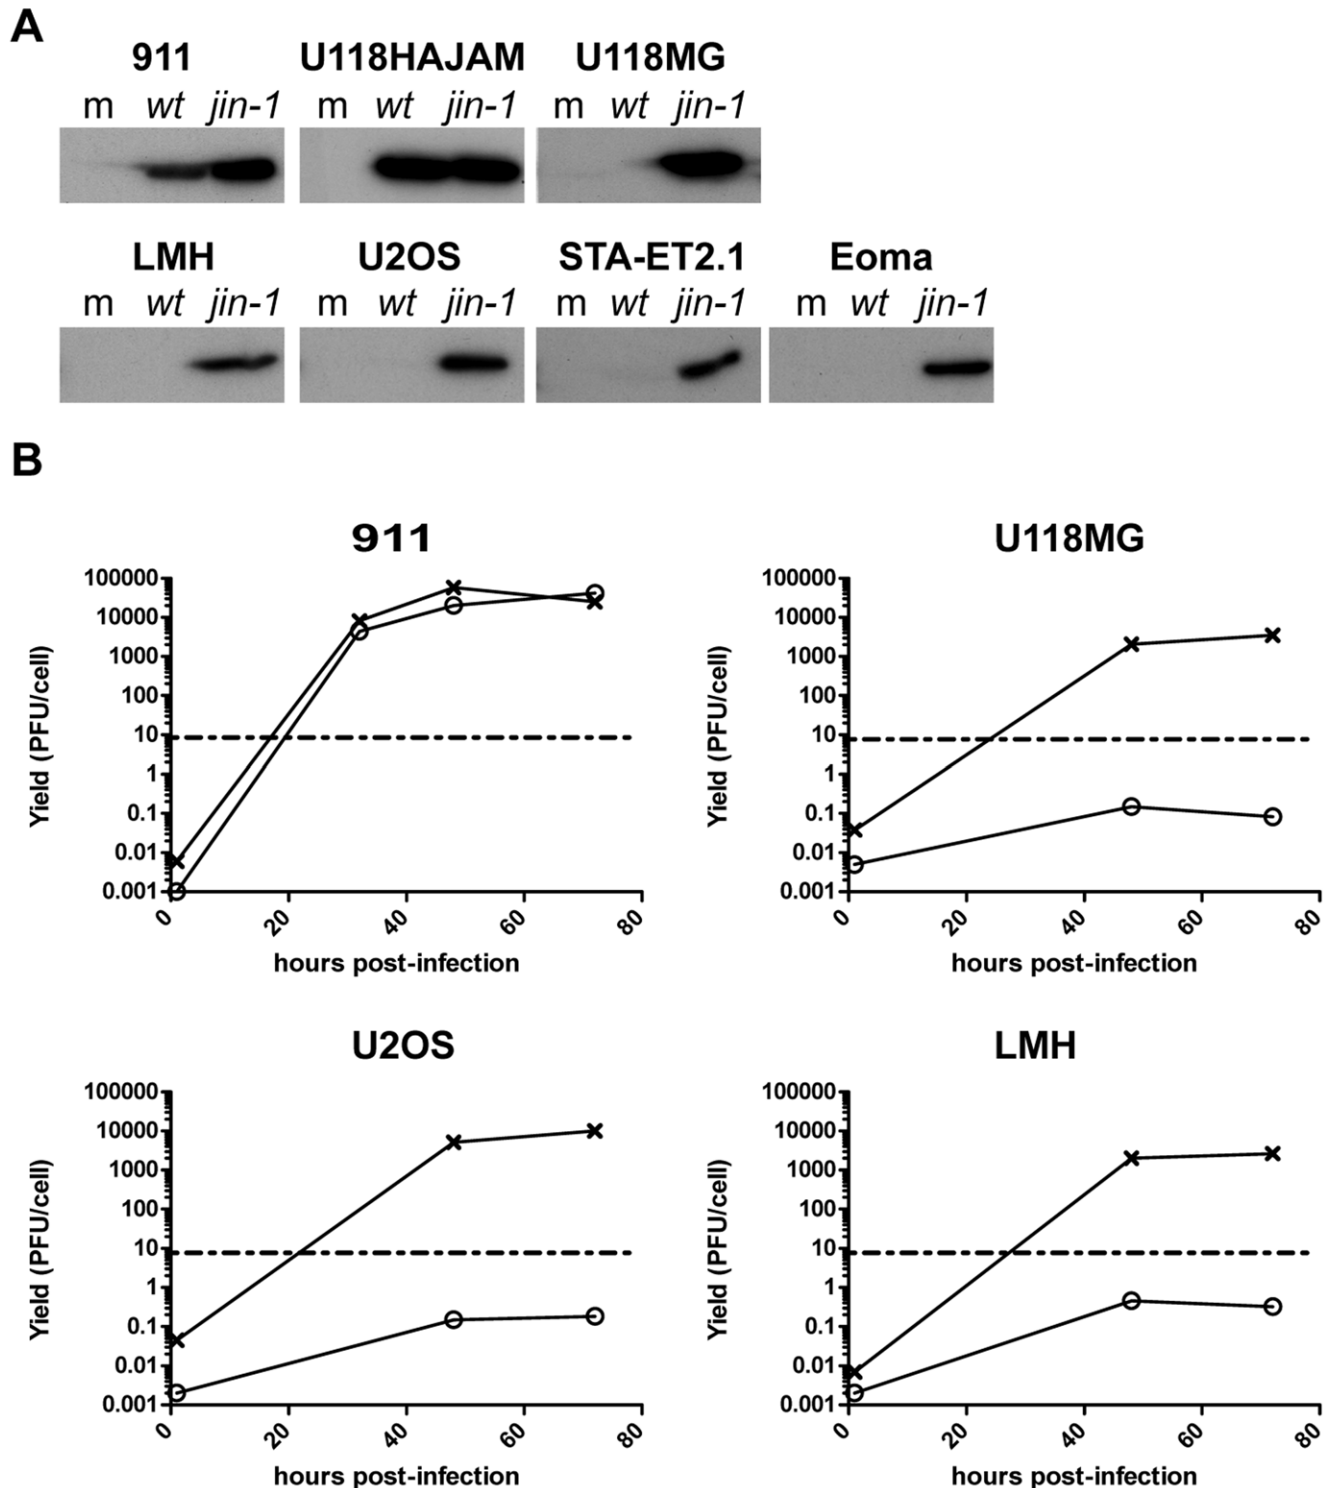 A
911 U118HAJAM U118MG
m wt jin-1 m wt jin-1 m wt jin-1
LMH U2OS STA-ET2.1 Eoma
m wt jin-1 m wt jin-1 m wt jin-1 m wt jin-1
B
911
Yield (PFU/cell)
100000
10000
1000
100
10
1
0.1
0.01
0.001
0 20 40 60 80
hours post-infection
U118MG
Yield (PFU/cell)
100000
10000
1000
100
10
1
0.1
0.01
0.001
0 20 40 60 80
hours post-infection
U2OS
Yield (PFU/cell)
100000
10000
1000
100
10
1
0.1
0.01
0.001
0 20 40 60 80
hours post-infection
LMH
Yield (PFU/cell)
100000
10000
1000
100
10
1
0.1
0.01
0.001
0 20 40 60 80
hours post-infection